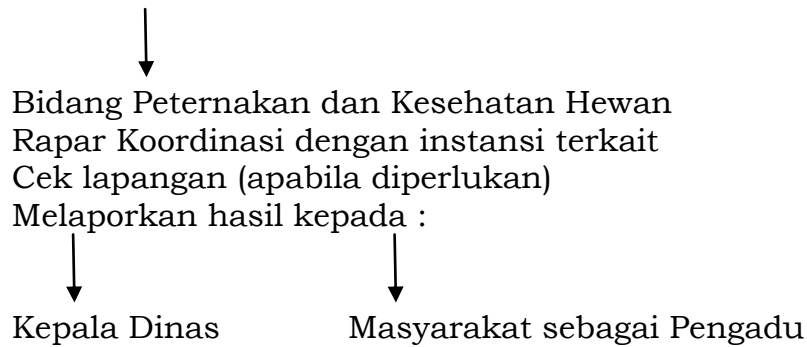 Bidang Peternakan dan Kesehatan Hewan
Rapar Koordinasi dengan instansi terkait
Cek lapangan (apabila diperlukan)
Melaporkan hasil kepada :
Kepala Dinas Masyarakat sebagai Pengadu